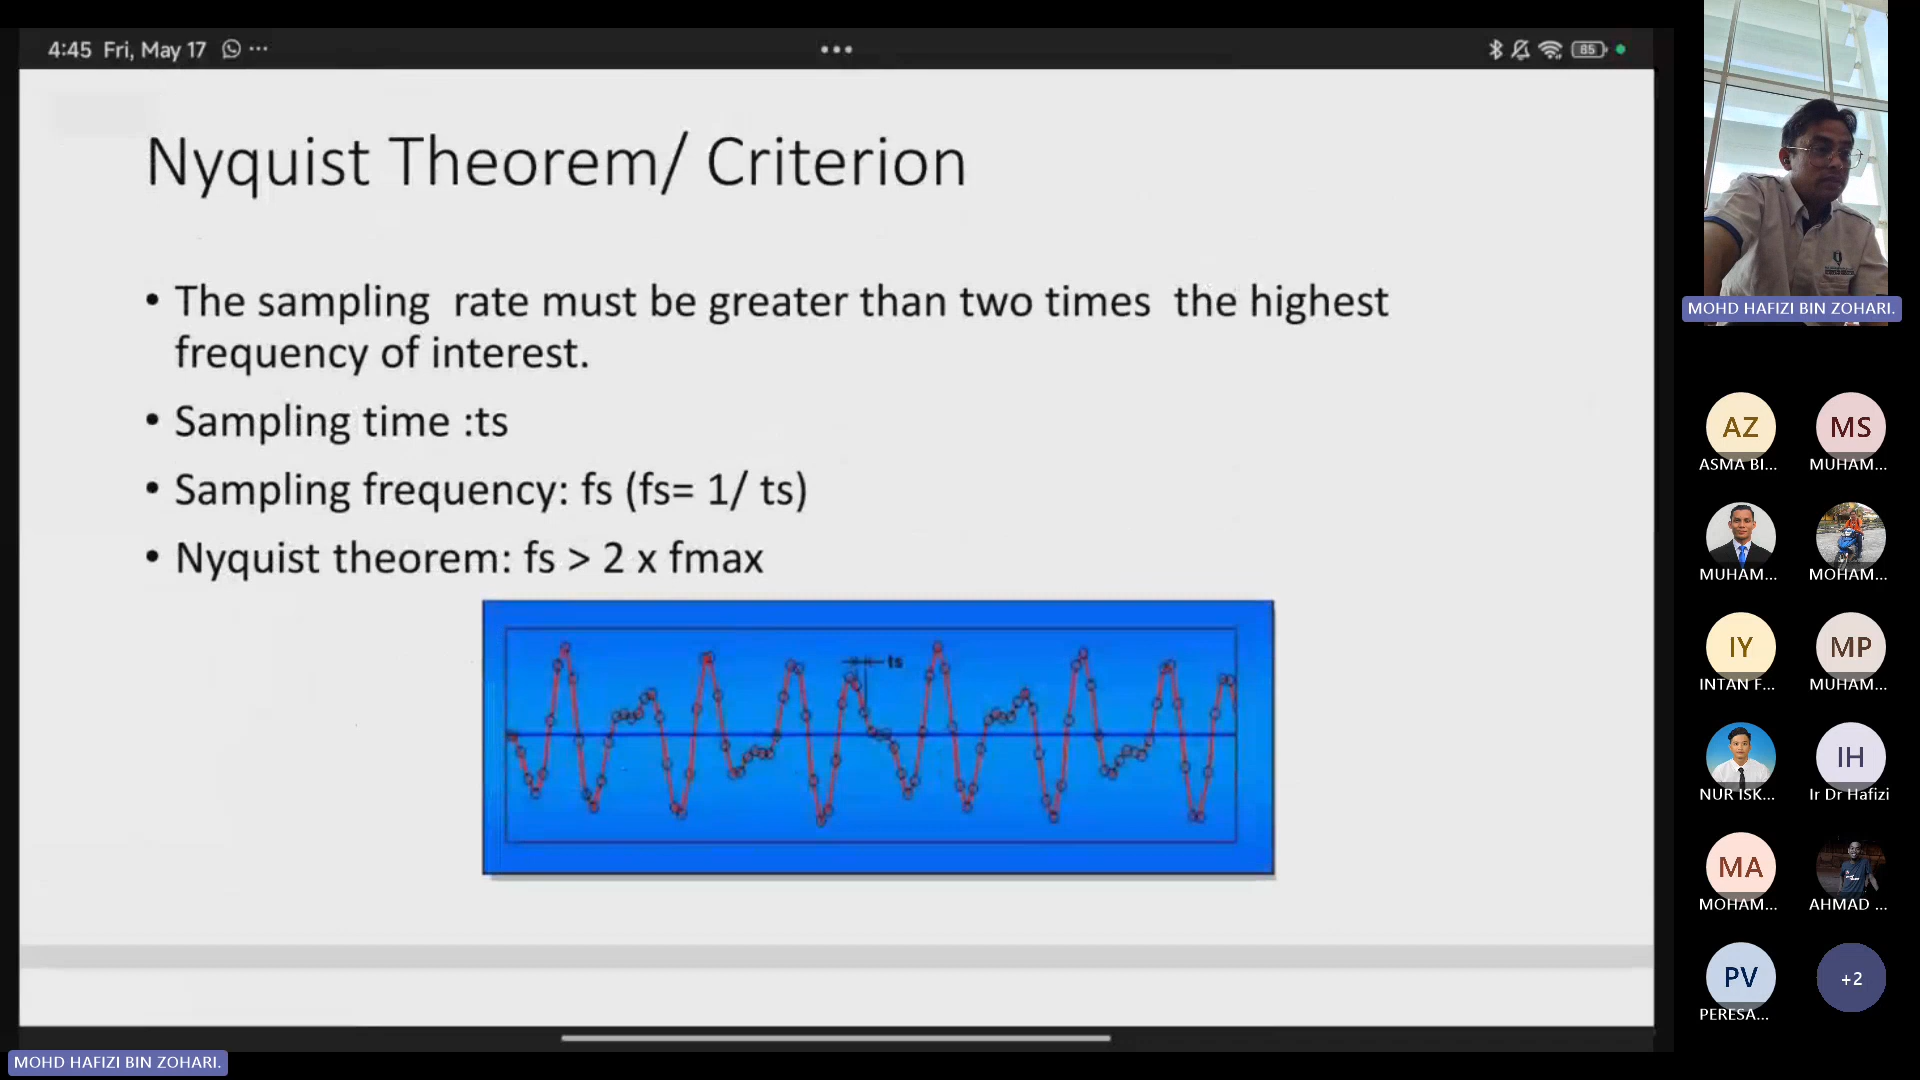 4:45 Fri, May 17
85
Nyquist Theorem/ Criterion
• The sampling rate must be greater than two times the highest
frequency of interest.
• Sampling time :ts
• Sampling frequency: fs (fs= 1/ ts)
• Nyquist theorem: fs > 2 x fmax
ts
MOHD HAFIZI BIN ZOHARI.
MOHD HAFIZI BIN ZOHARI.
AZ
ASMA BI...
MS
MUHAM...
MUHAM...
MOHAM...
IY
INTAN F...
MP
MUHAM...
NUR ISK...
IH
Ir Dr Hafizi
MA
MOHAM...
AHMAD ...
PV
PERESA...
+2